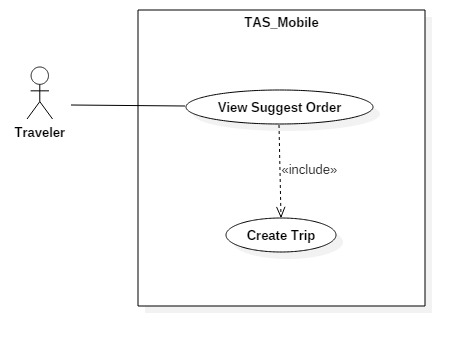 TAS_Mobile
View Suggest Order
Traveler
«include»
Create Trip